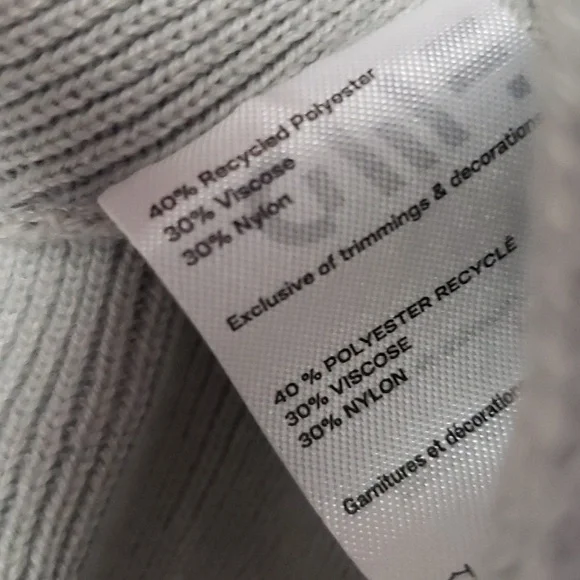 40% Recycled Polyester
30% Viscose
30% Nylon
Exclusive of trimmings & decoration
40 % POLYESTER RECYCLÉ
30% VISCOSE
30% NYLON
Garnitures et décoration